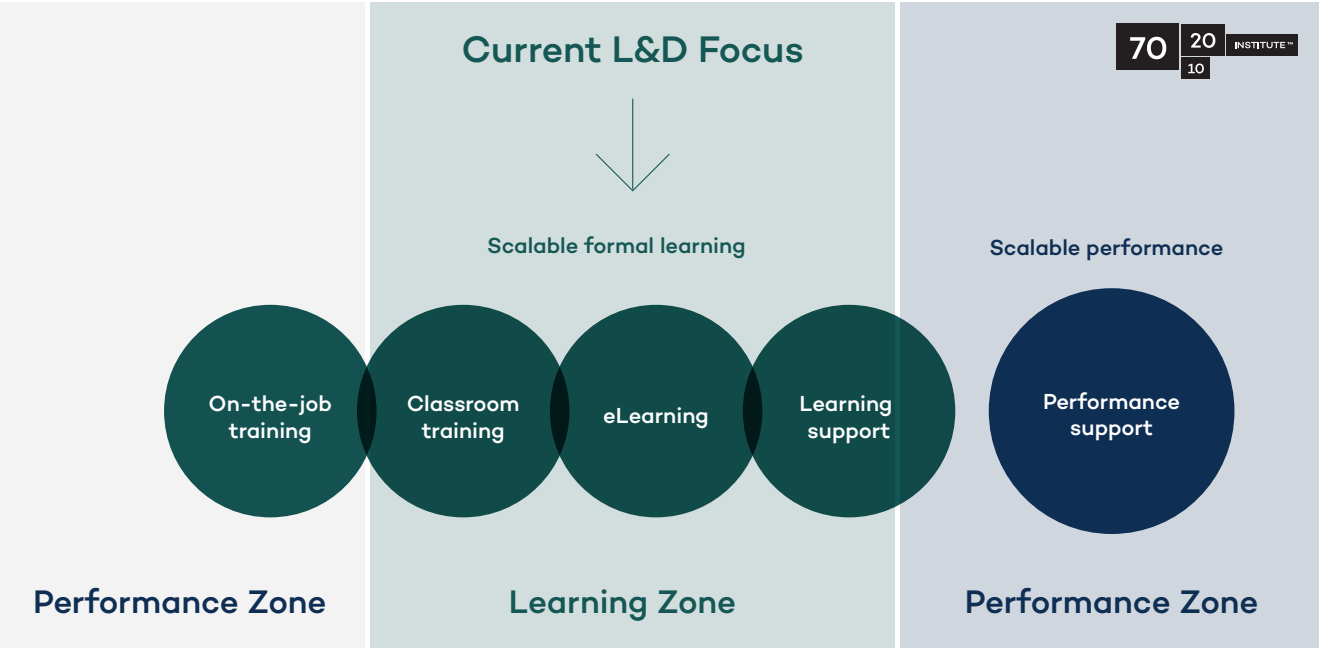 Current L&D Focus
70
20
INSTITUTE™
10
Scalable formal learning
Scalable performance
On-the-job
training
Classroom
training
eLearning
Learning
support
Performance
support
Performance Zone
Learning Zone
Performance Zone